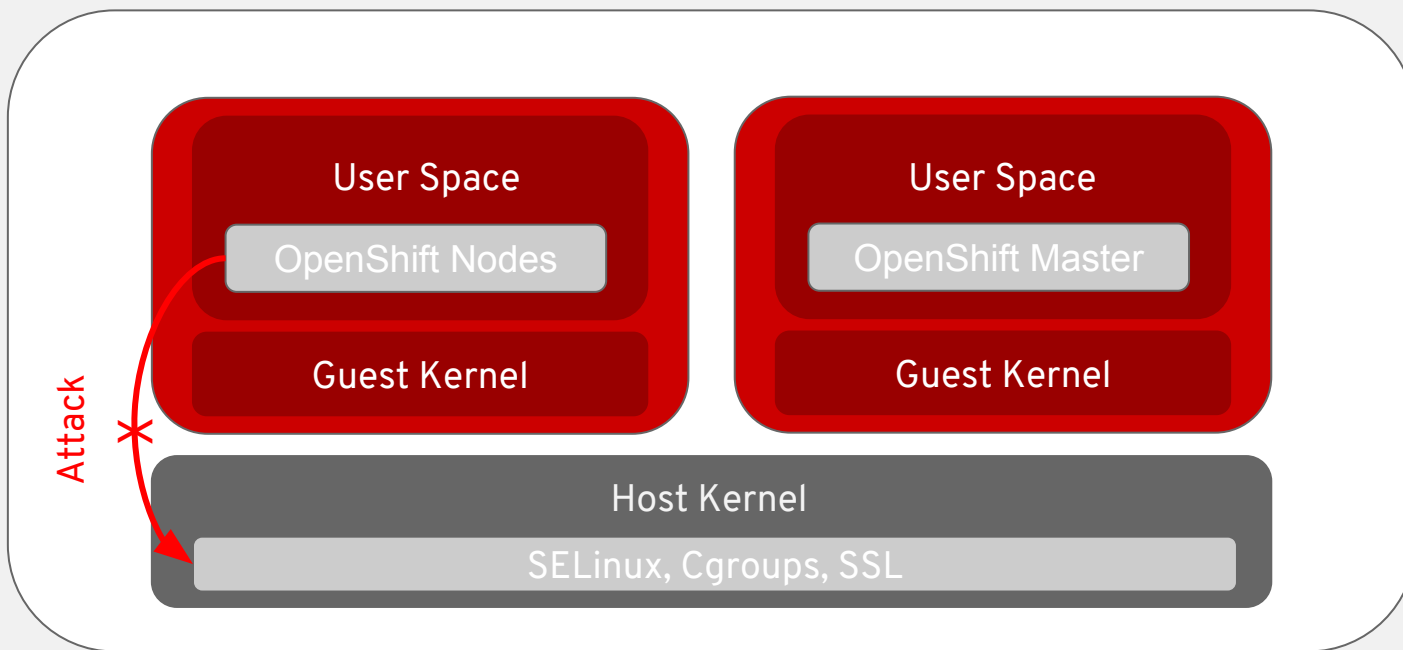 User Space
OpenShift Nodes
Guest Kernel
User Space
OpenShift Master
Guest Kernel
Attack
X
Host Kernel
SELinux, Cgroups, SSL